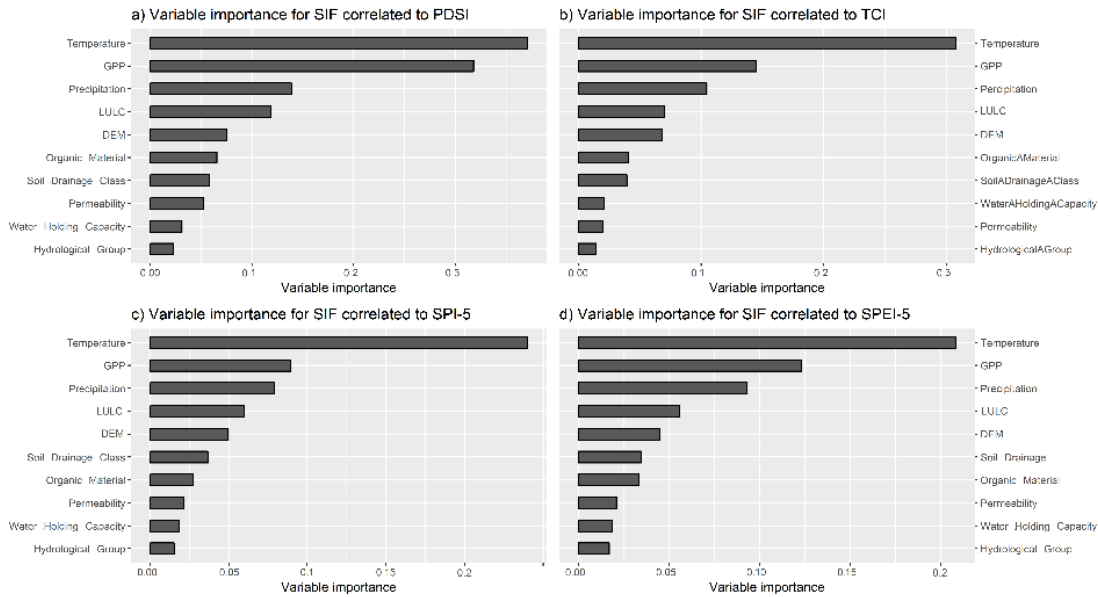 a) Variable importance for SIF correlated to PDSI
Temperature
GPP
Precipitation
LULC
DEM
Organic Material
Soil Drainage Class
Permeability
Water Holding Capacity
Hydrological Group
0.00
0.1
0.2
0.3
Variable importance
b) Variable importance for SIF correlated to TCI
Temperature
GPP
Percipitation
LULC
DEM
OrganicAMaterial
SoilADrainageAClass
WaterAHoldingACapacity
Permeability
HydrologicalAGroup
0.00
0.1
0.2
0.3
Variable importance
c) Variable importance for SIF correlated to SPI-5
Temperature
GPP
Precipitation
LULC
DEM
Soil Drainage Class
Organic Material
Permeability
Water Holding Capacity
Hydrological Group
0.00
0.05
0.1
0.15
0.2
Variable importance
d) Variable importance for SIF correlated to SPEI-5
Temperature
GPP
Precipitation
LULC
DEM
Soil Drainage
Organic Material
Permeability
Water Holding Capacity
Hydrological Group
0.00
0.05
0.10
0.15
0.2
Variable importance